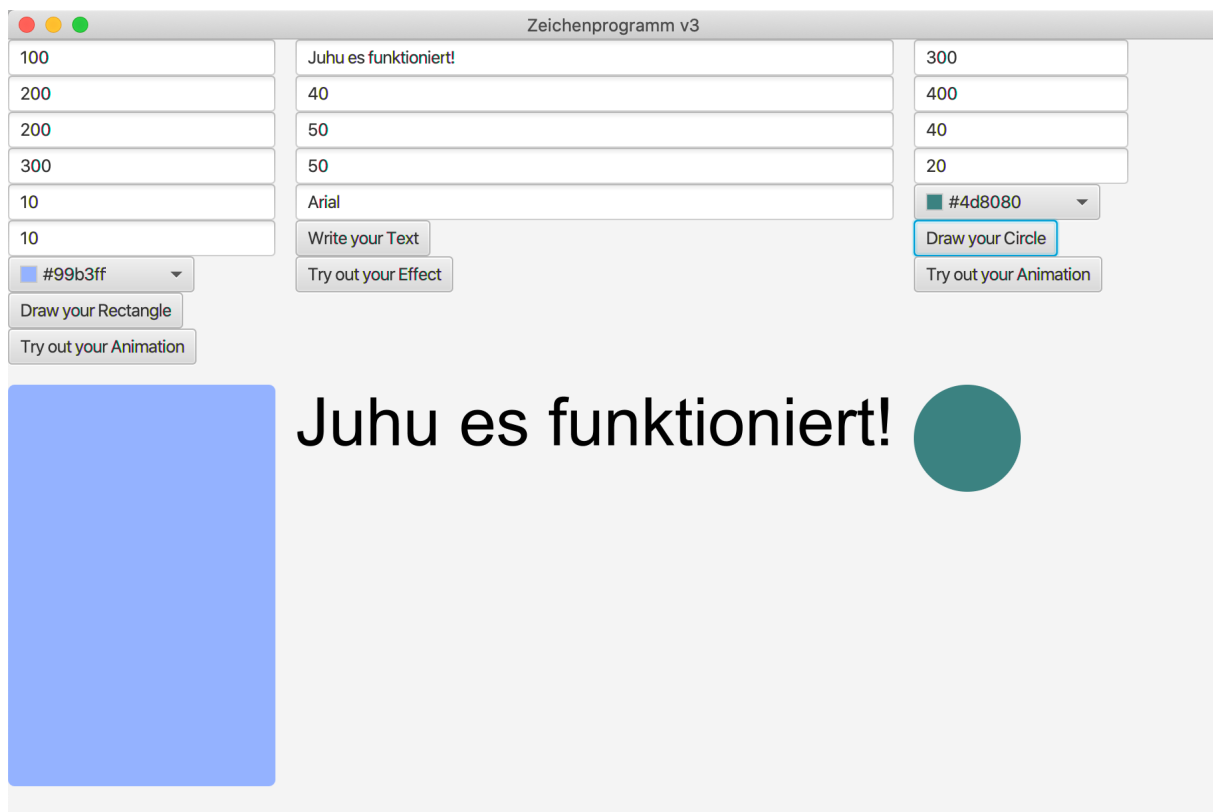 Zeichenprogramm v3
100
200
200
300
10
10
#99b3ff
Draw your Rectangle
Try out your Animation
Juhu es funktioniert!
40
50
50
Arial
Write your Text
Try out your Effect
300
400
40
20
#4d8080
Draw your Circle
Try out your Animation
Juhu es funktioniert!